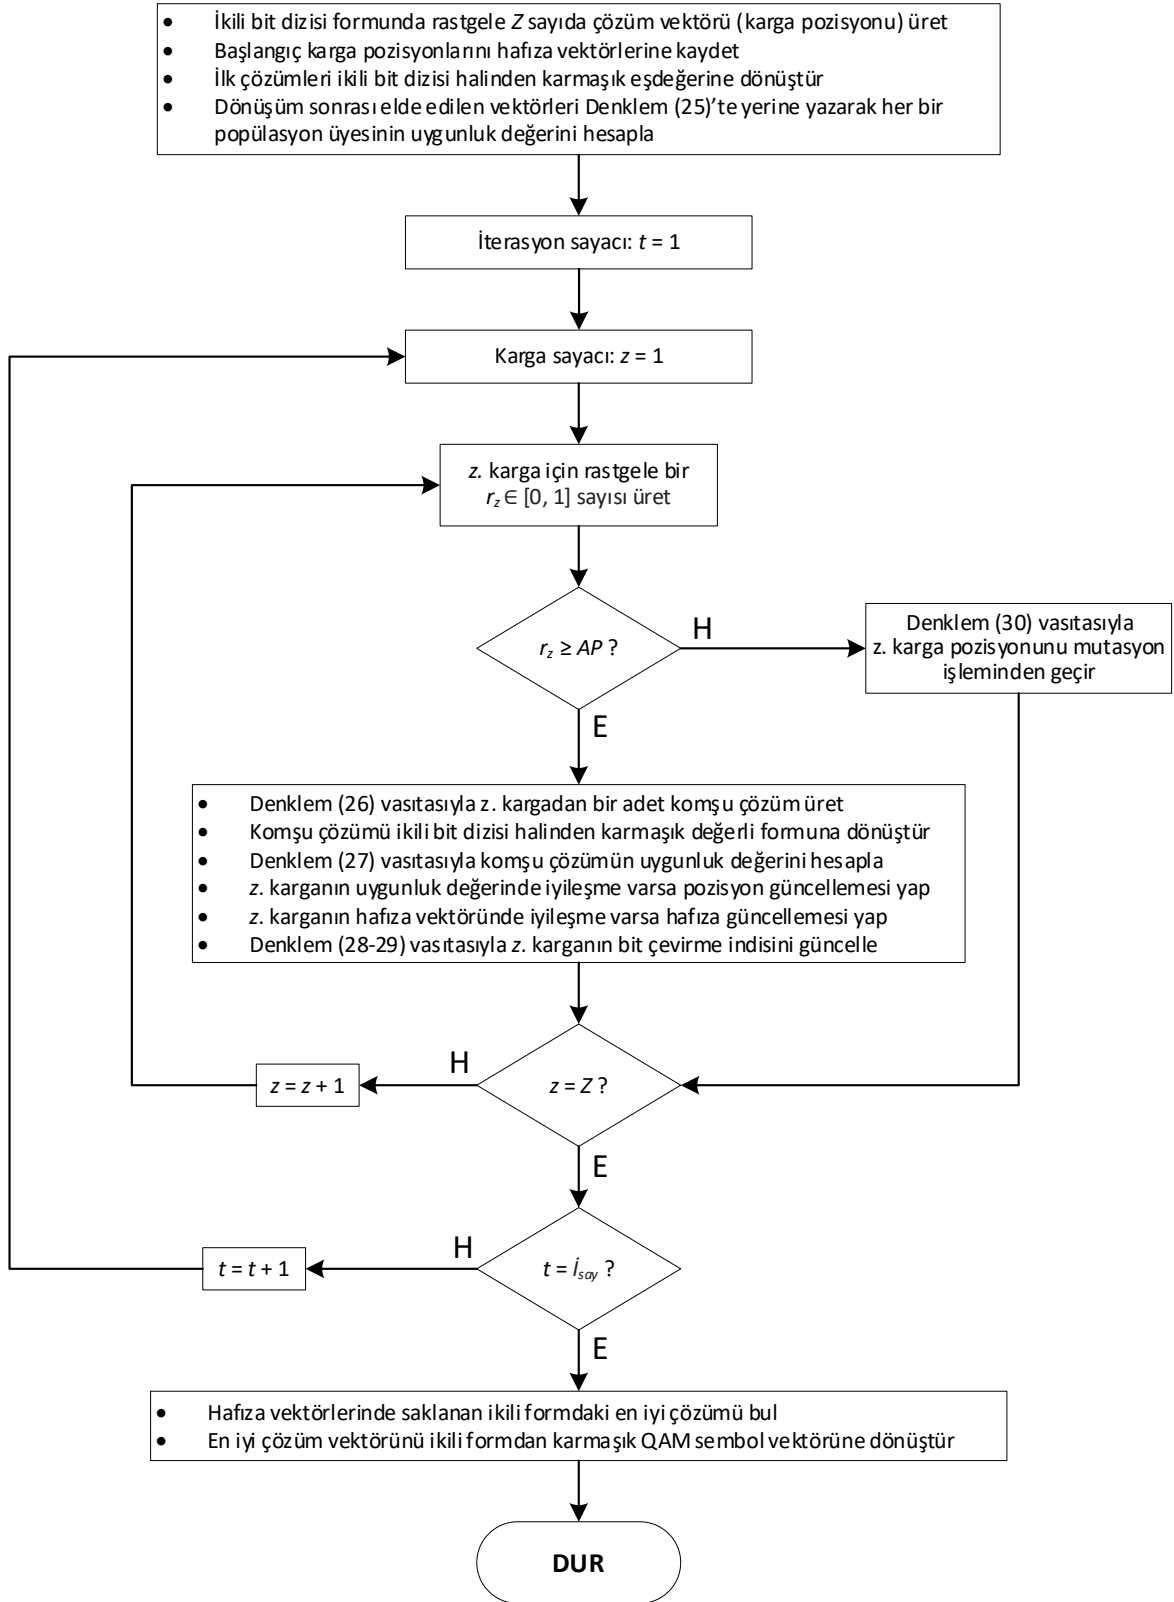 • İkili bit dizisi formunda rastgele Z sayıda çözüm vektörü (karga pozisyonu) üret
• Başlangıç karga pozisyonlarını hafıza vektörlerine kaydet
• İlk çözümleri ikili bit dizisi halinden karmaşık eşdeğerine dönüştür
• Dönüşüm sonrası elde edilen vektörleri Denklem (25)'te yerine yazarak her bir
popülasyon üyesinin uygunluk değerini hesapla
İterasyon sayacı: t = 1
Karga sayacı: z = 1
z. karga için rastgele bir
r_z ∈ [0, 1] sayısı üret
r_z ≥ AP ?
H
Denklem (30) vasıtasıyla
z. karga pozisyonunu mutasyon
işleminden geçir
E
• Denklem (26) vasıtasıyla z. kargadan bir adet komşu çözüm üret
• Komşu çözümü ikili bit dizisi halinden karmaşık değerli formuna dönüştür
• Denklem (27) vasıtasıyla komşu çözümün uygunluk değerini hesapla
• z. karganın uygunluk değerinde iyileşme varsa pozisyon güncellemesi yap
• z. karganın hafıza vektöründe iyileşme varsa hafıza güncellemesi yap
• Denklem (28-29) vasıtasıyla z. karganın bit çevirme indisini güncelle
z = Z ?
H
z = z + 1
E
t = İ_say ?
H
t = t + 1
E
• Hafıza vektörlerinde saklanan ikili formdaki en iyi çözümü bul
• En iyi çözüm vektörünü ikili formdan karmaşık QAM sembol vektörüne dönüştür
DUR